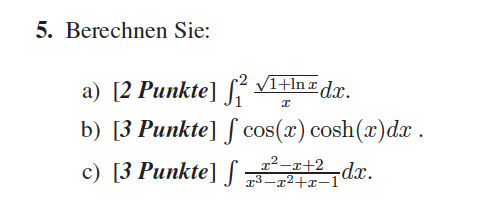 5. Berechnen Sie:
a) [2 Punkte] ∫₁² √(1+ln x)/x dx.
b) [3 Punkte] ∫ cos(x) cosh(x)dx .
c) [3 Punkte] ∫ (x²−x+2)/(x³−x²+x−1) dx.